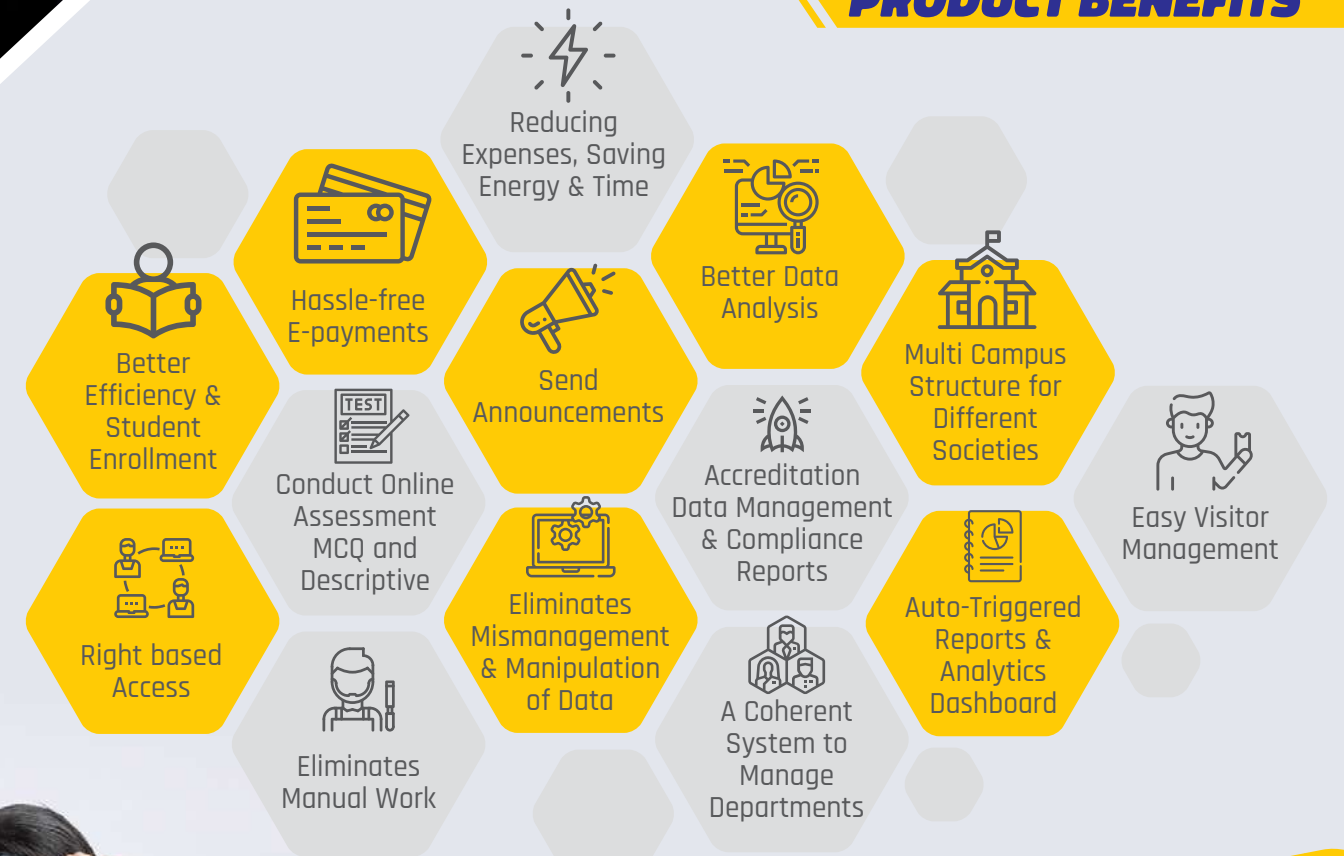 PRODUCT BENEFITS
Reducing
Expenses, Saving
Energy & Time
Hassle-free
E-payments
Better Data
Analysis
Better
Efficiency &
Student
Enrollment
Send
Announcements
Multi Campus
Structure for
Different
Societies
TEST
Conduct Online
Assessment
MCQ and
Descriptive
Accreditation
Data Management
& Compliance
Reports
Easy Visitor
Management
Right based
Access
Eliminates
Mismanagement
& Manipulation
of Data
Auto-Triggered
Reports &
Analytics
Dashboard
Eliminates
Manual Work
A Coherent
System to
Manage
Departments